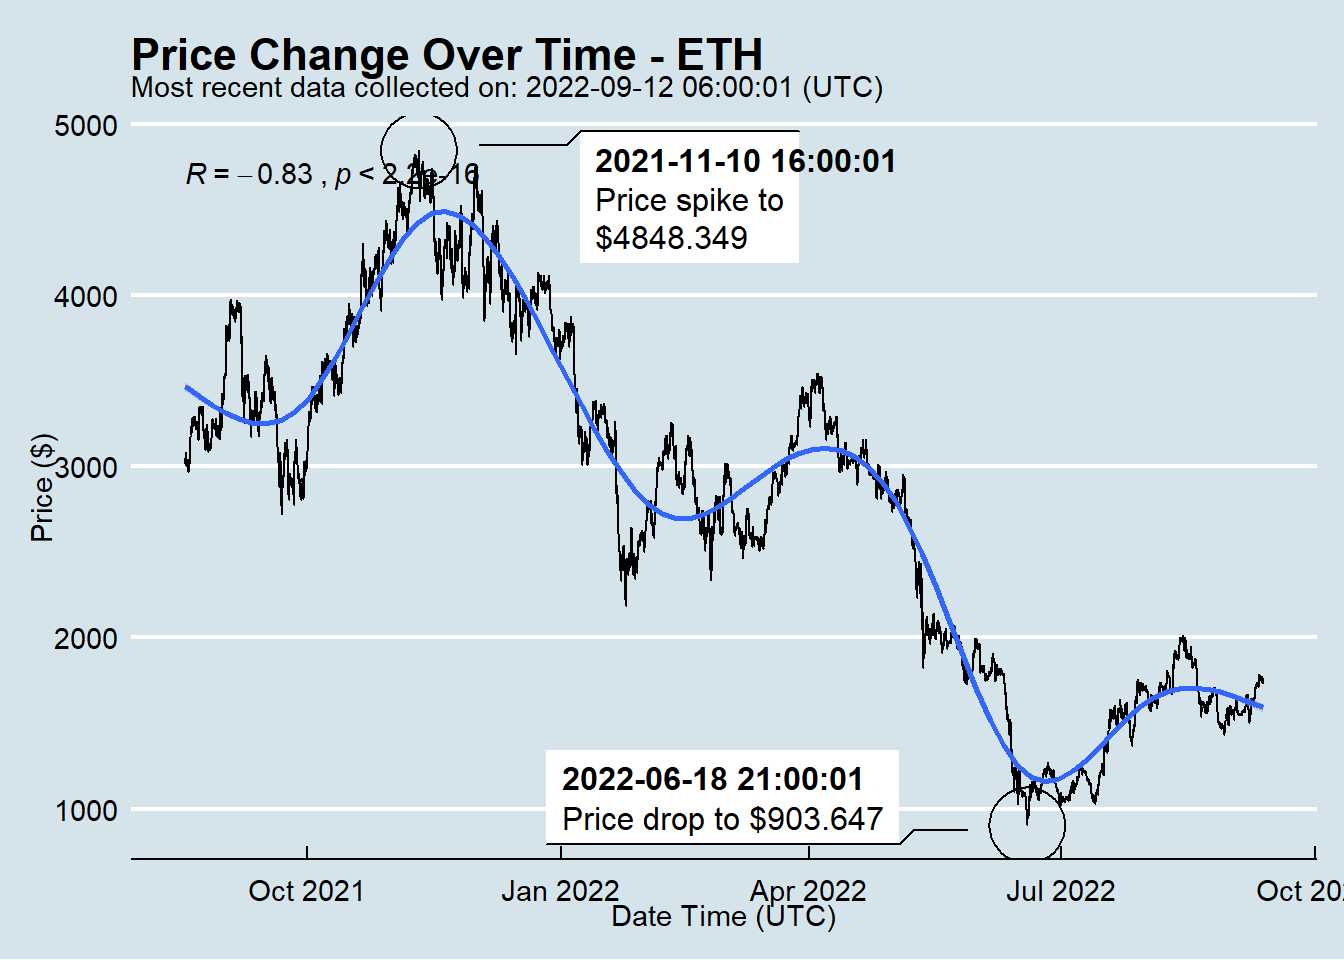 Price Change Over Time - ETH
Most recent data collected on: 2022-09-12 06:00:01 (UTC)
5000
R = −0.83 , p < 2.2e-16
2021-11-10 16:00:01
Price spike to
$4848.349
4000
3000
Price ($)
2000
2022-06-18 21:00:01
Price drop to $903.647
1000
Oct 2021 Jan 2022 Apr 2022 Jul 2022 Oct 20
Date Time (UTC)